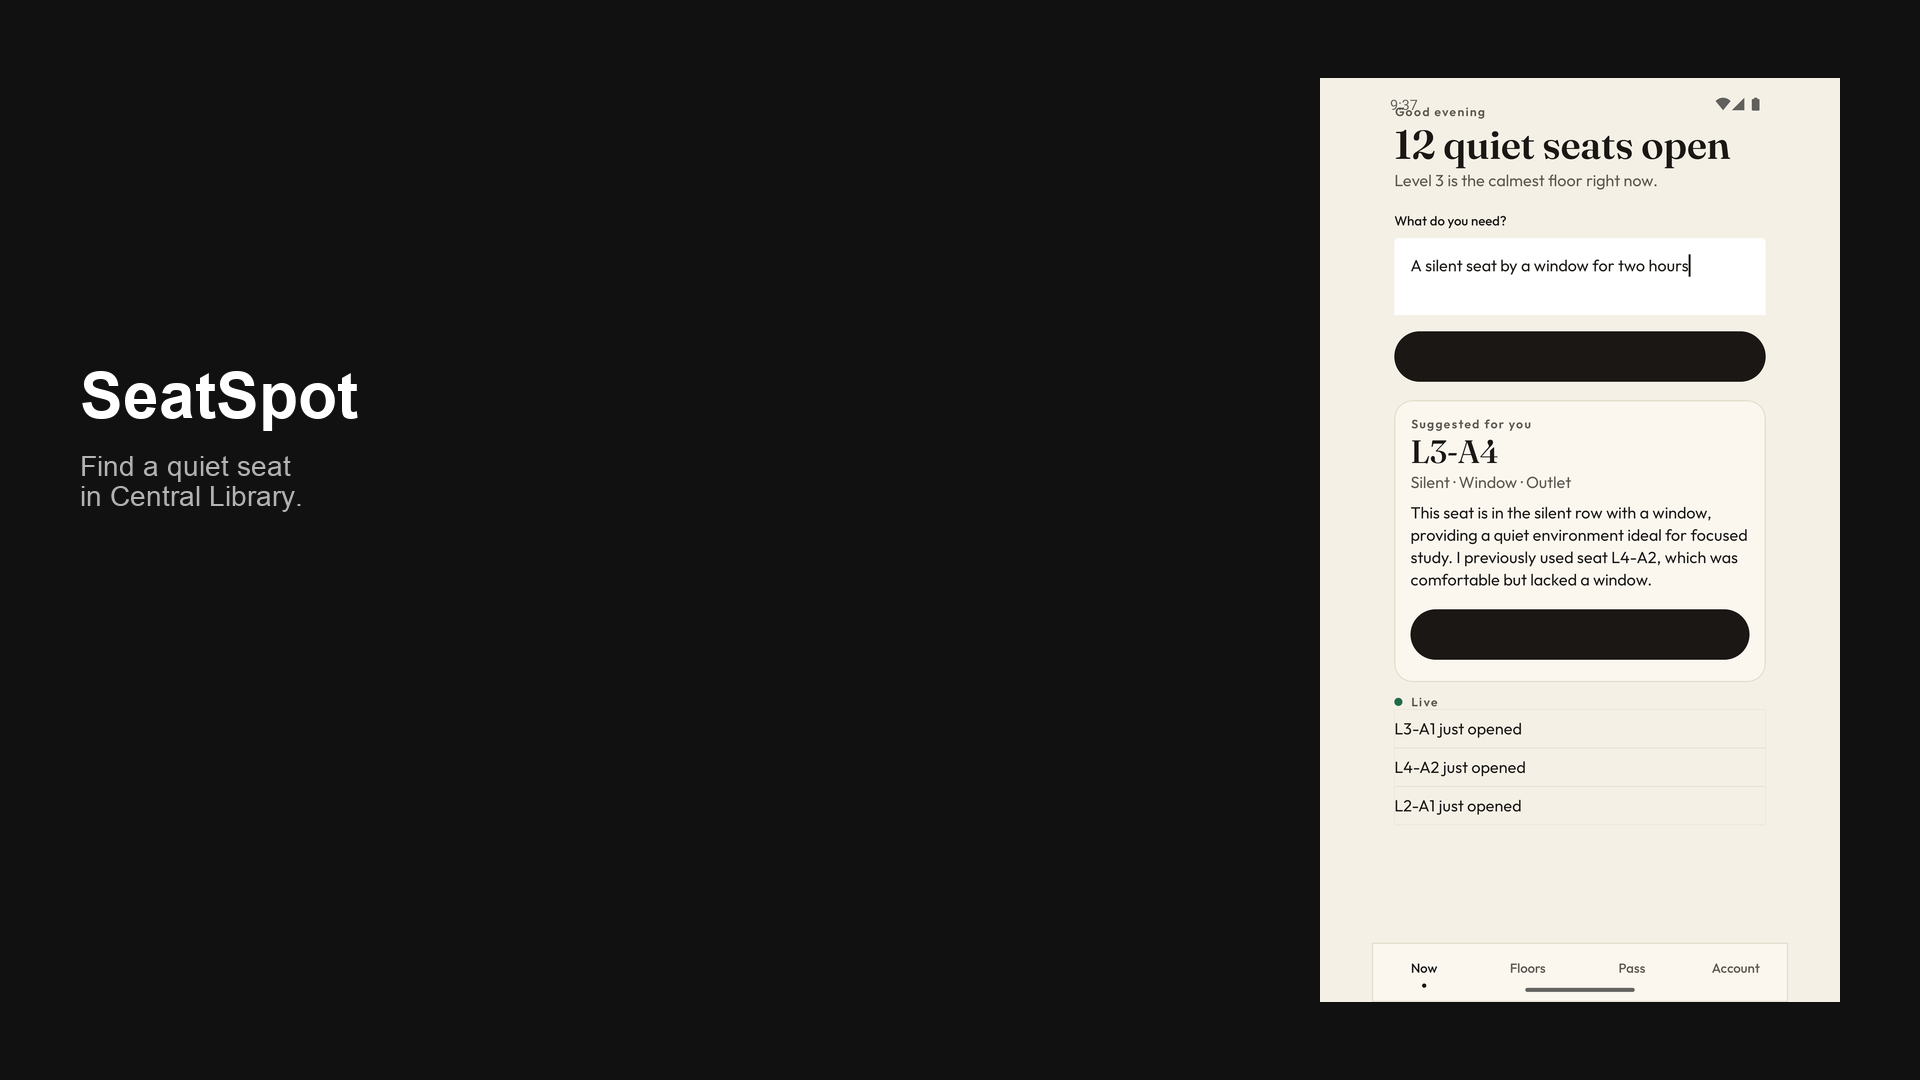 SeatSpot
Find a quiet seat
in Central Library.
9:37
Good evening
12 quiet seats open
Level 3 is the calmest floor right now.
What do you need?
A silent seat by a window for two hours
Suggested for you
L3-A4
Silent · Window · Outlet
This seat is in the silent row with a window,
providing a quiet environment ideal for focused
study. I previously used seat L4-A2, which was
comfortable but lacked a window.
Live
L3-A1 just opened
L4-A2 just opened
L2-A1 just opened
Now Floors Pass Account